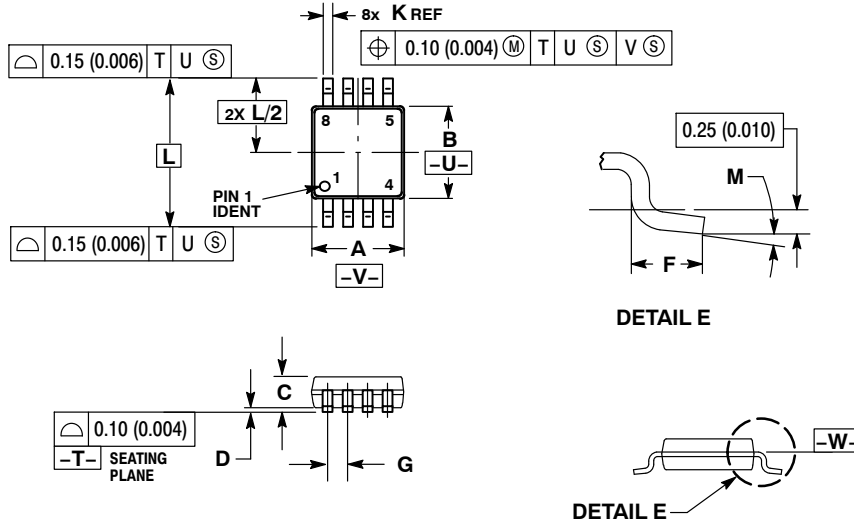 8x K REF
⌖ 0.10 (0.004) Ⓜ T U Ⓢ V Ⓢ
⌓ 0.15 (0.006) T U Ⓢ
2X L/2
8 5
B
-U-
L
1
4
PIN 1
IDENT
⌓ 0.15 (0.006) T U Ⓢ
A
-V-
0.25 (0.010)
M
F
DETAIL E
C
⌓ 0.10 (0.004)
-T- SEATING
PLANE
D
G
-W-
DETAIL E